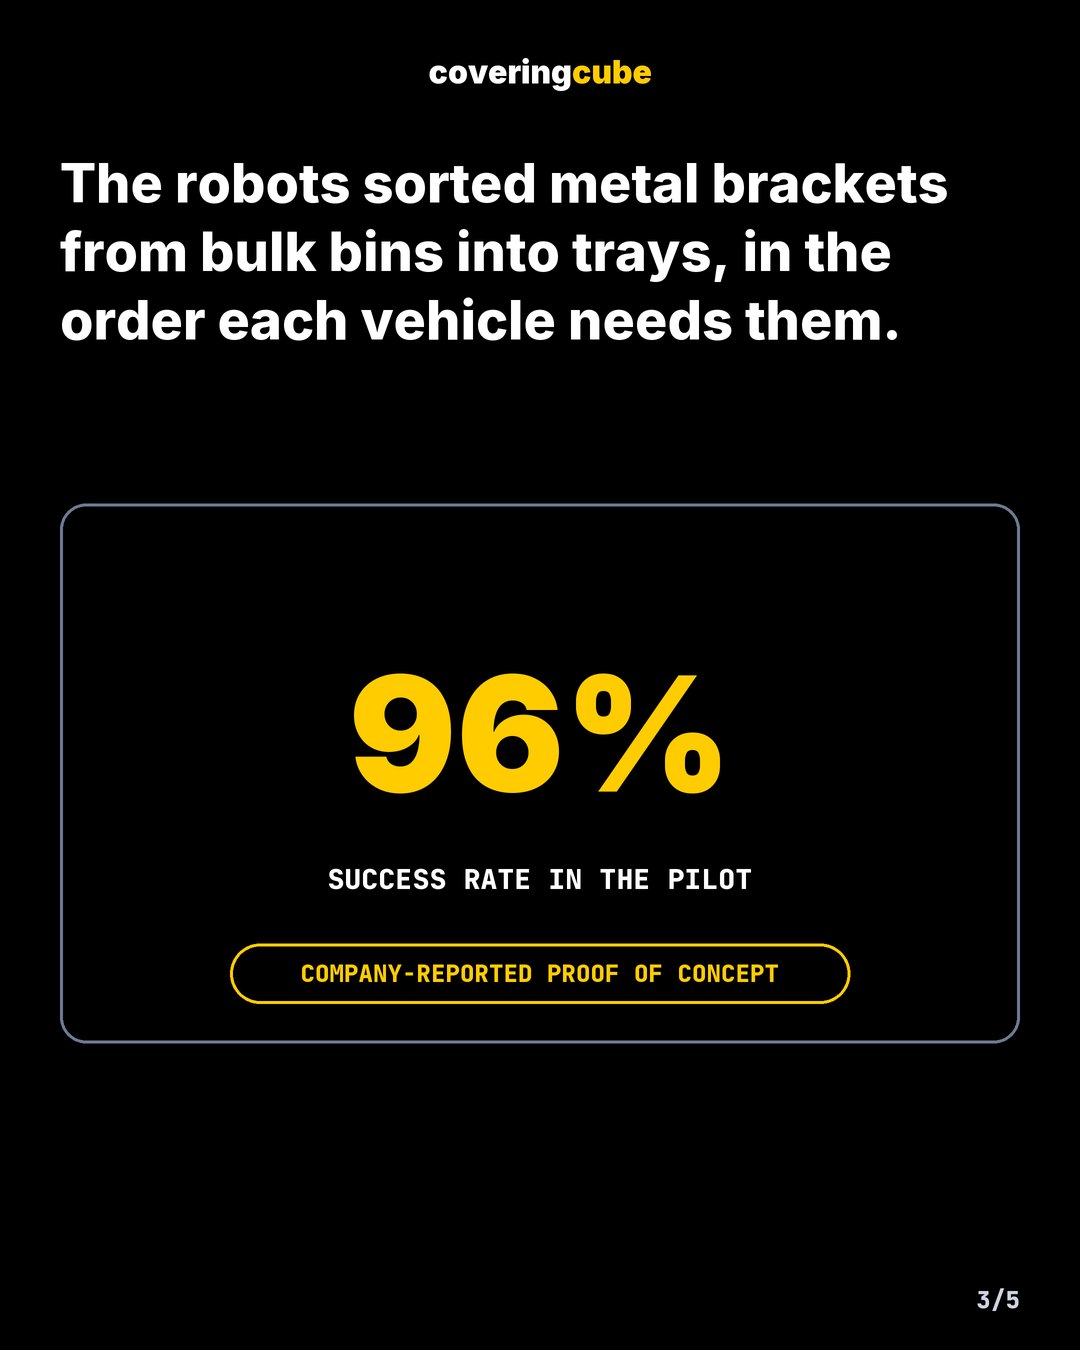 coveringcube
The robots sorted metal brackets
from bulk bins into trays, in the
order each vehicle needs them.
96%
SUCCESS RATE IN THE PILOT
COMPANY-REPORTED PROOF OF CONCEPT
3/5